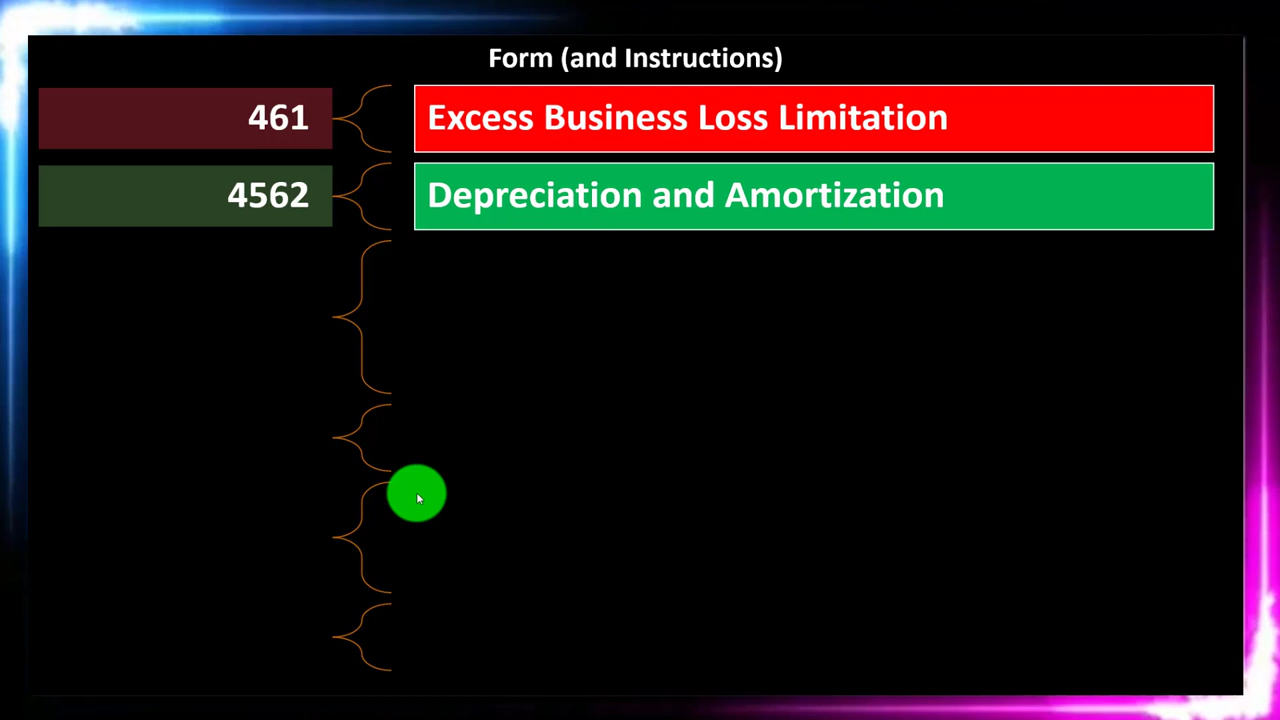 Form (and Instructions)
461 Excess Business Loss Limitation
4562 Depreciation and Amortization